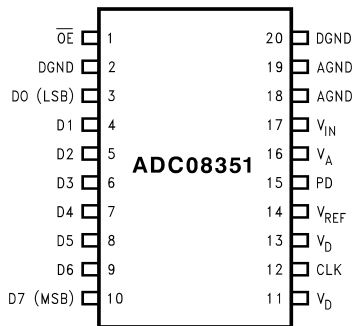 O̅E̅ 1 20 DGND
DGND 2 19 AGND
D0 (LSB) 3 18 AGND
D1 4 17 VIN
D2 5 16 VA
ADC08351
D3 6 15 PD
D4 7 14 VREF
D5 8 13 VD
D6 9 12 CLK
D7 (MSB) 10 11 VD